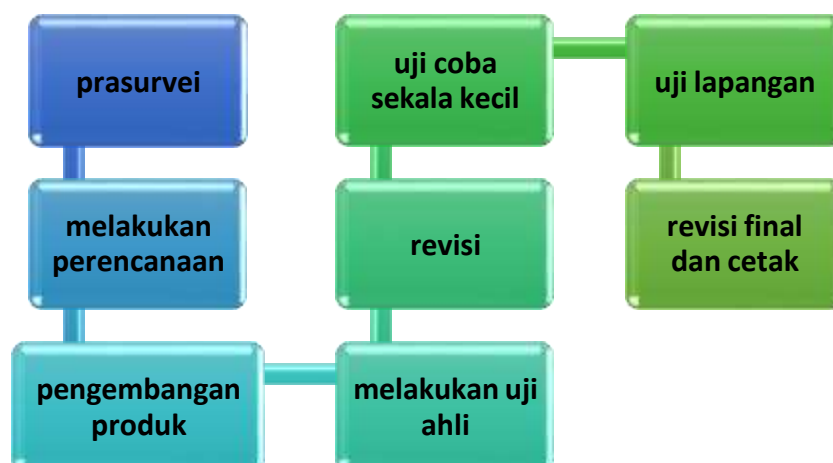 prasurvei
melakukan
perencanaan
pengembangan
produk
melakukan uji
ahli
revisi
uji coba
sekala kecil
uji lapangan
revisi final
dan cetak